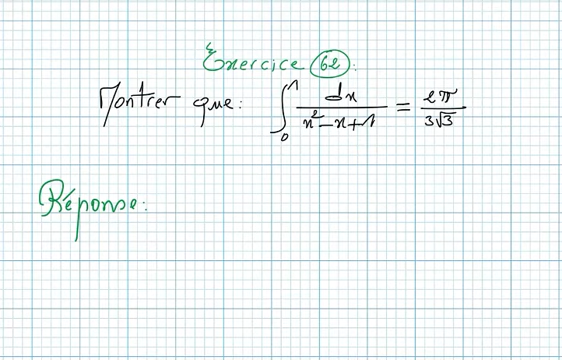 Exercice 62:
Montrer que: ∫₀¹ dx / (x² - x + 1) = 2π / (3√3)
Réponse: